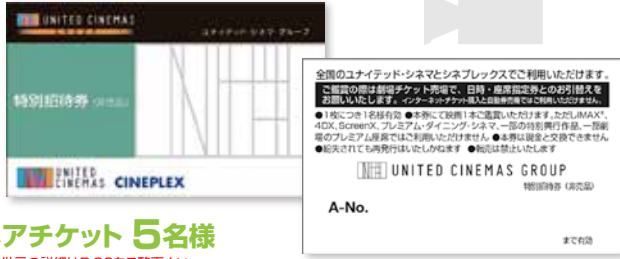 UNITED CINEMAS
GROUP
ユナイテッド・シネマ グループ
特別招待券 (非売品)
UNITED CINEMAS CINEPLEX
全国のユナイテッド・シネマとシネプレックスでご利用いただけます。
ご鑑賞の際は劇場チケット売場で、日時・座席指定券とのお引替えを
お願いいたします。インターネットチケット購入と自動券売機ではご利用いただけません。
●1枚につき1名様有効 ●本券にて映画1本ご鑑賞いただけます。ただしIMAX®、
4DX、ScreenX、プレミアム・ダイニング・シネマ、一部の特別興行作品、一部劇
場のプレミアム座席ではご利用いただけません ●本券は現金と交換できません
●紛失されても再発行はいたしかねます ●転売は禁止いたします
UNITED CINEMAS GROUP
特別招待券 (非売品)
A-No.
まで有効
アチケット 5名様